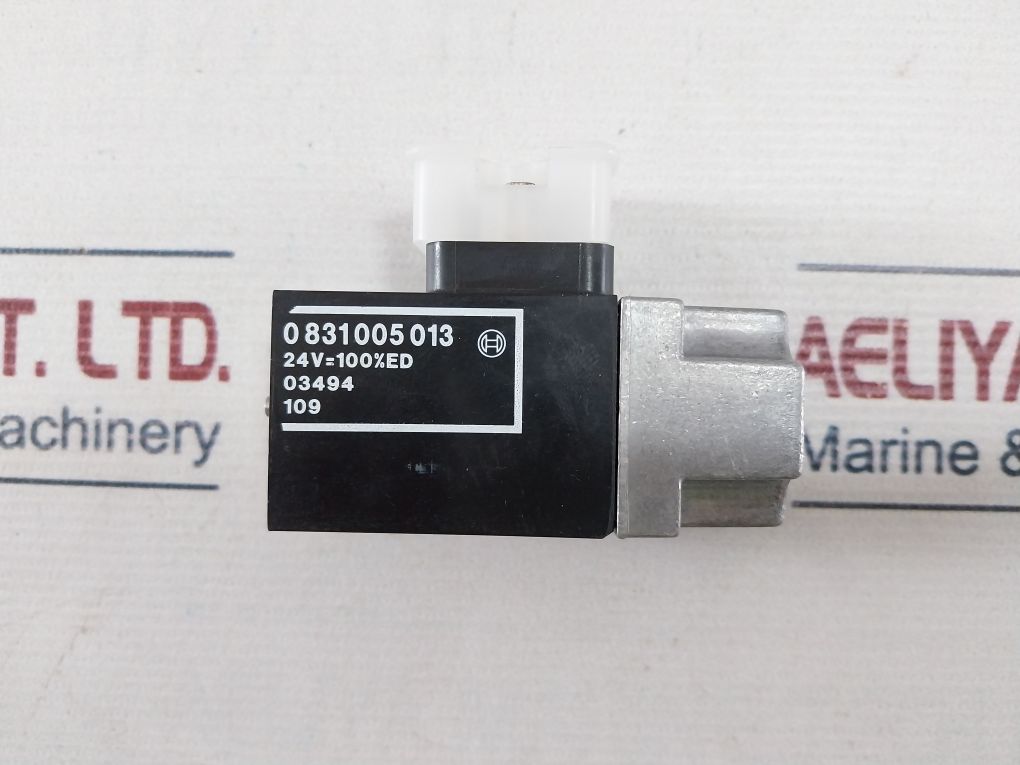 0 831 005 013
24V=100%ED
03494
109
T. LTD.
achinery
AELIYA
Marine &